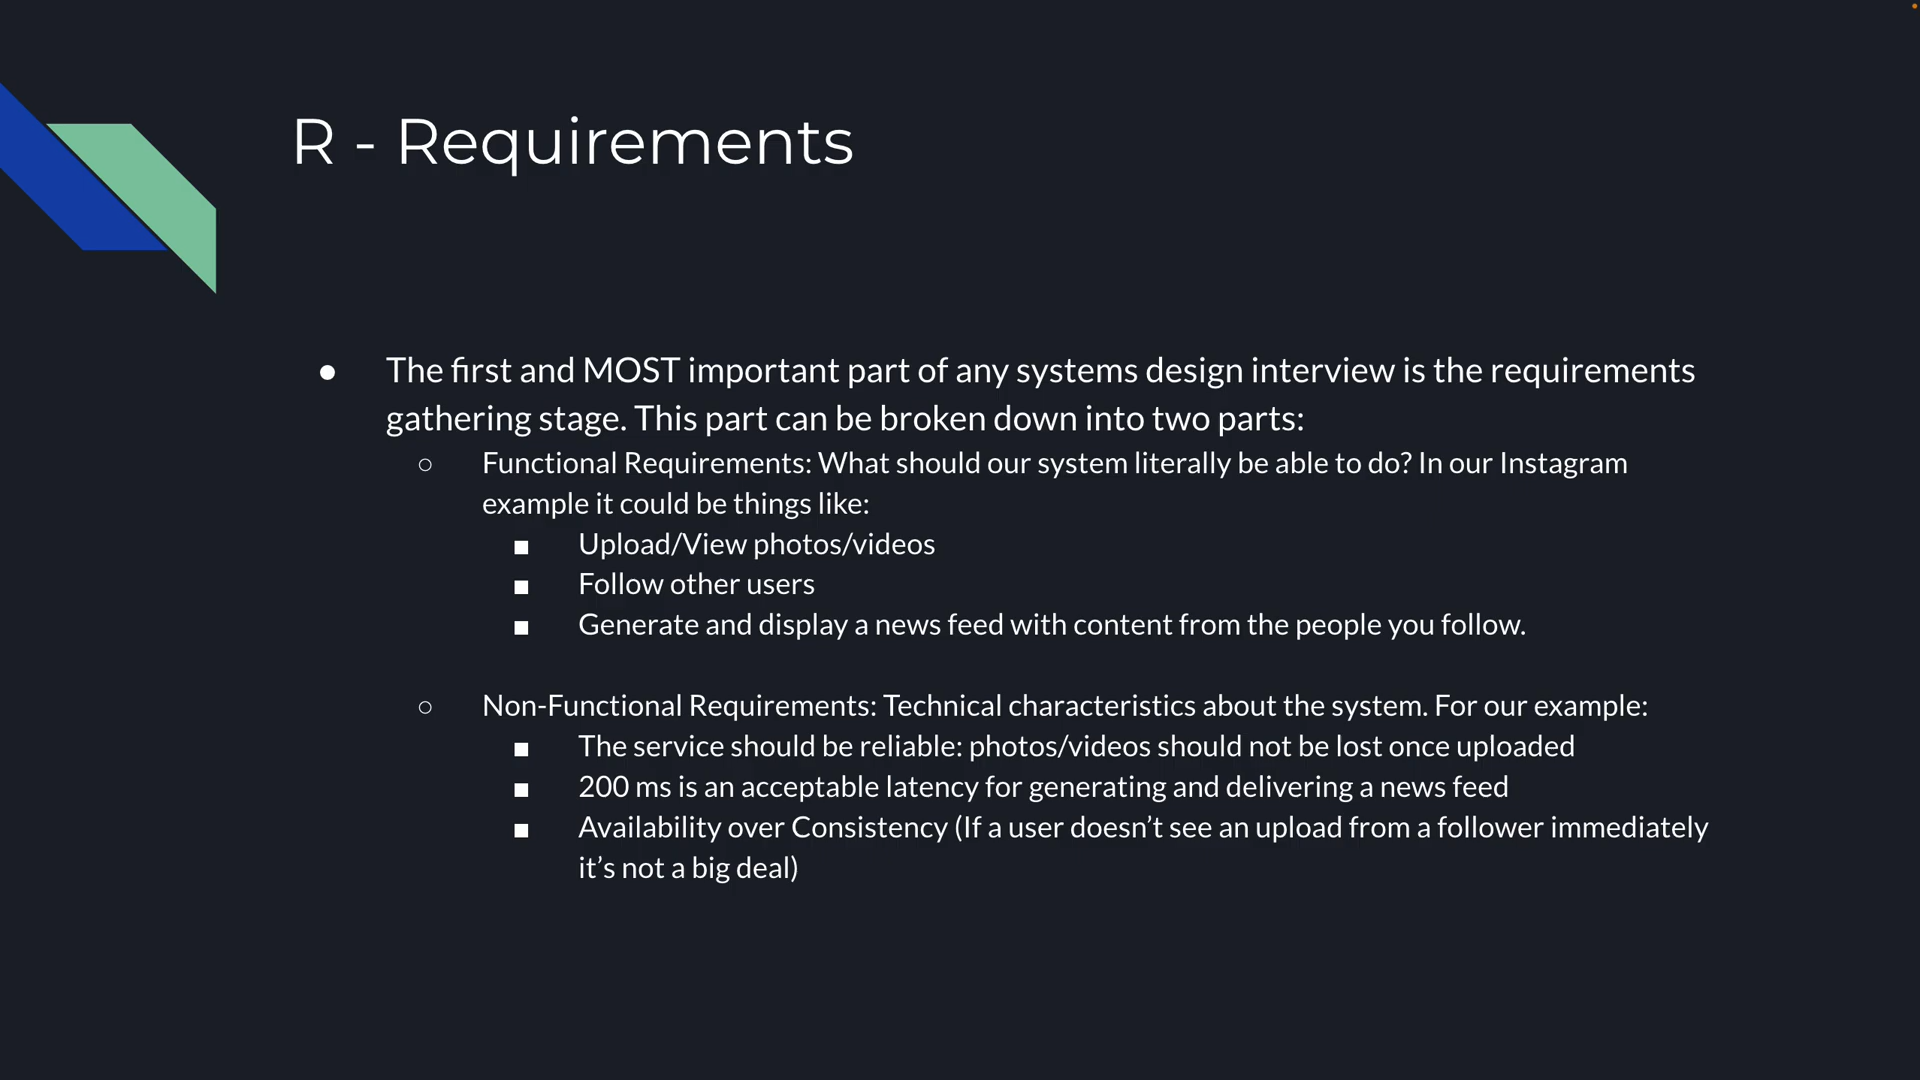 R - Requirements
● The first and MOST important part of any systems design interview is the requirements
gathering stage. This part can be broken down into two parts:
○ Functional Requirements: What should our system literally be able to do? In our Instagram
example it could be things like:
■ Upload/View photos/videos
■ Follow other users
■ Generate and display a news feed with content from the people you follow.
○ Non-Functional Requirements: Technical characteristics about the system. For our example:
■ The service should be reliable: photos/videos should not be lost once uploaded
■ 200 ms is an acceptable latency for generating and delivering a news feed
■ Availability over Consistency (If a user doesn’t see an upload from a follower immediately
it’s not a big deal)